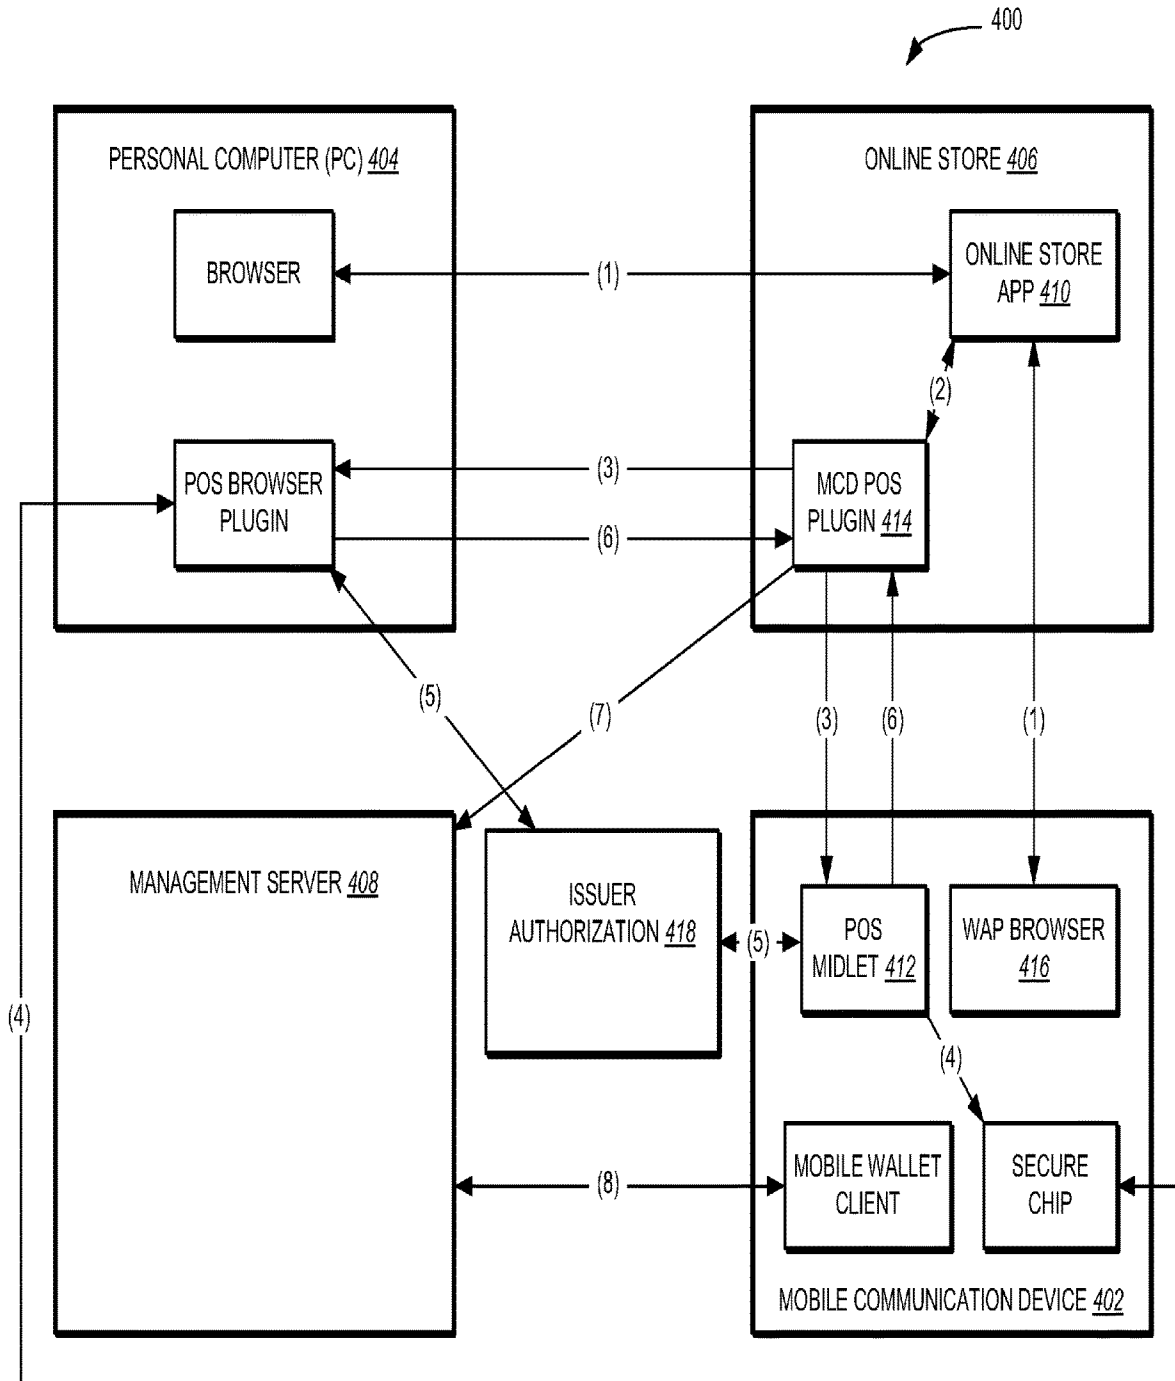 400
PERSONAL COMPUTER (PC) 404
ONLINE STORE 406
BROWSER
(1)
ONLINE STORE
APP 410
(2)
POS BROWSER
PLUGIN
(3)
(6)
MCD POS
PLUGIN 414
(5)
(7)
(3)
(6)
(1)
MANAGEMENT SERVER 408
ISSUER
AUTHORIZATION 418
(5)
POS
MIDLET 412
WAP BROWSER
416
(4)
(4)
(8)
MOBILE WALLET
CLIENT
SECURE
CHIP
MOBILE COMMUNICATION DEVICE 402